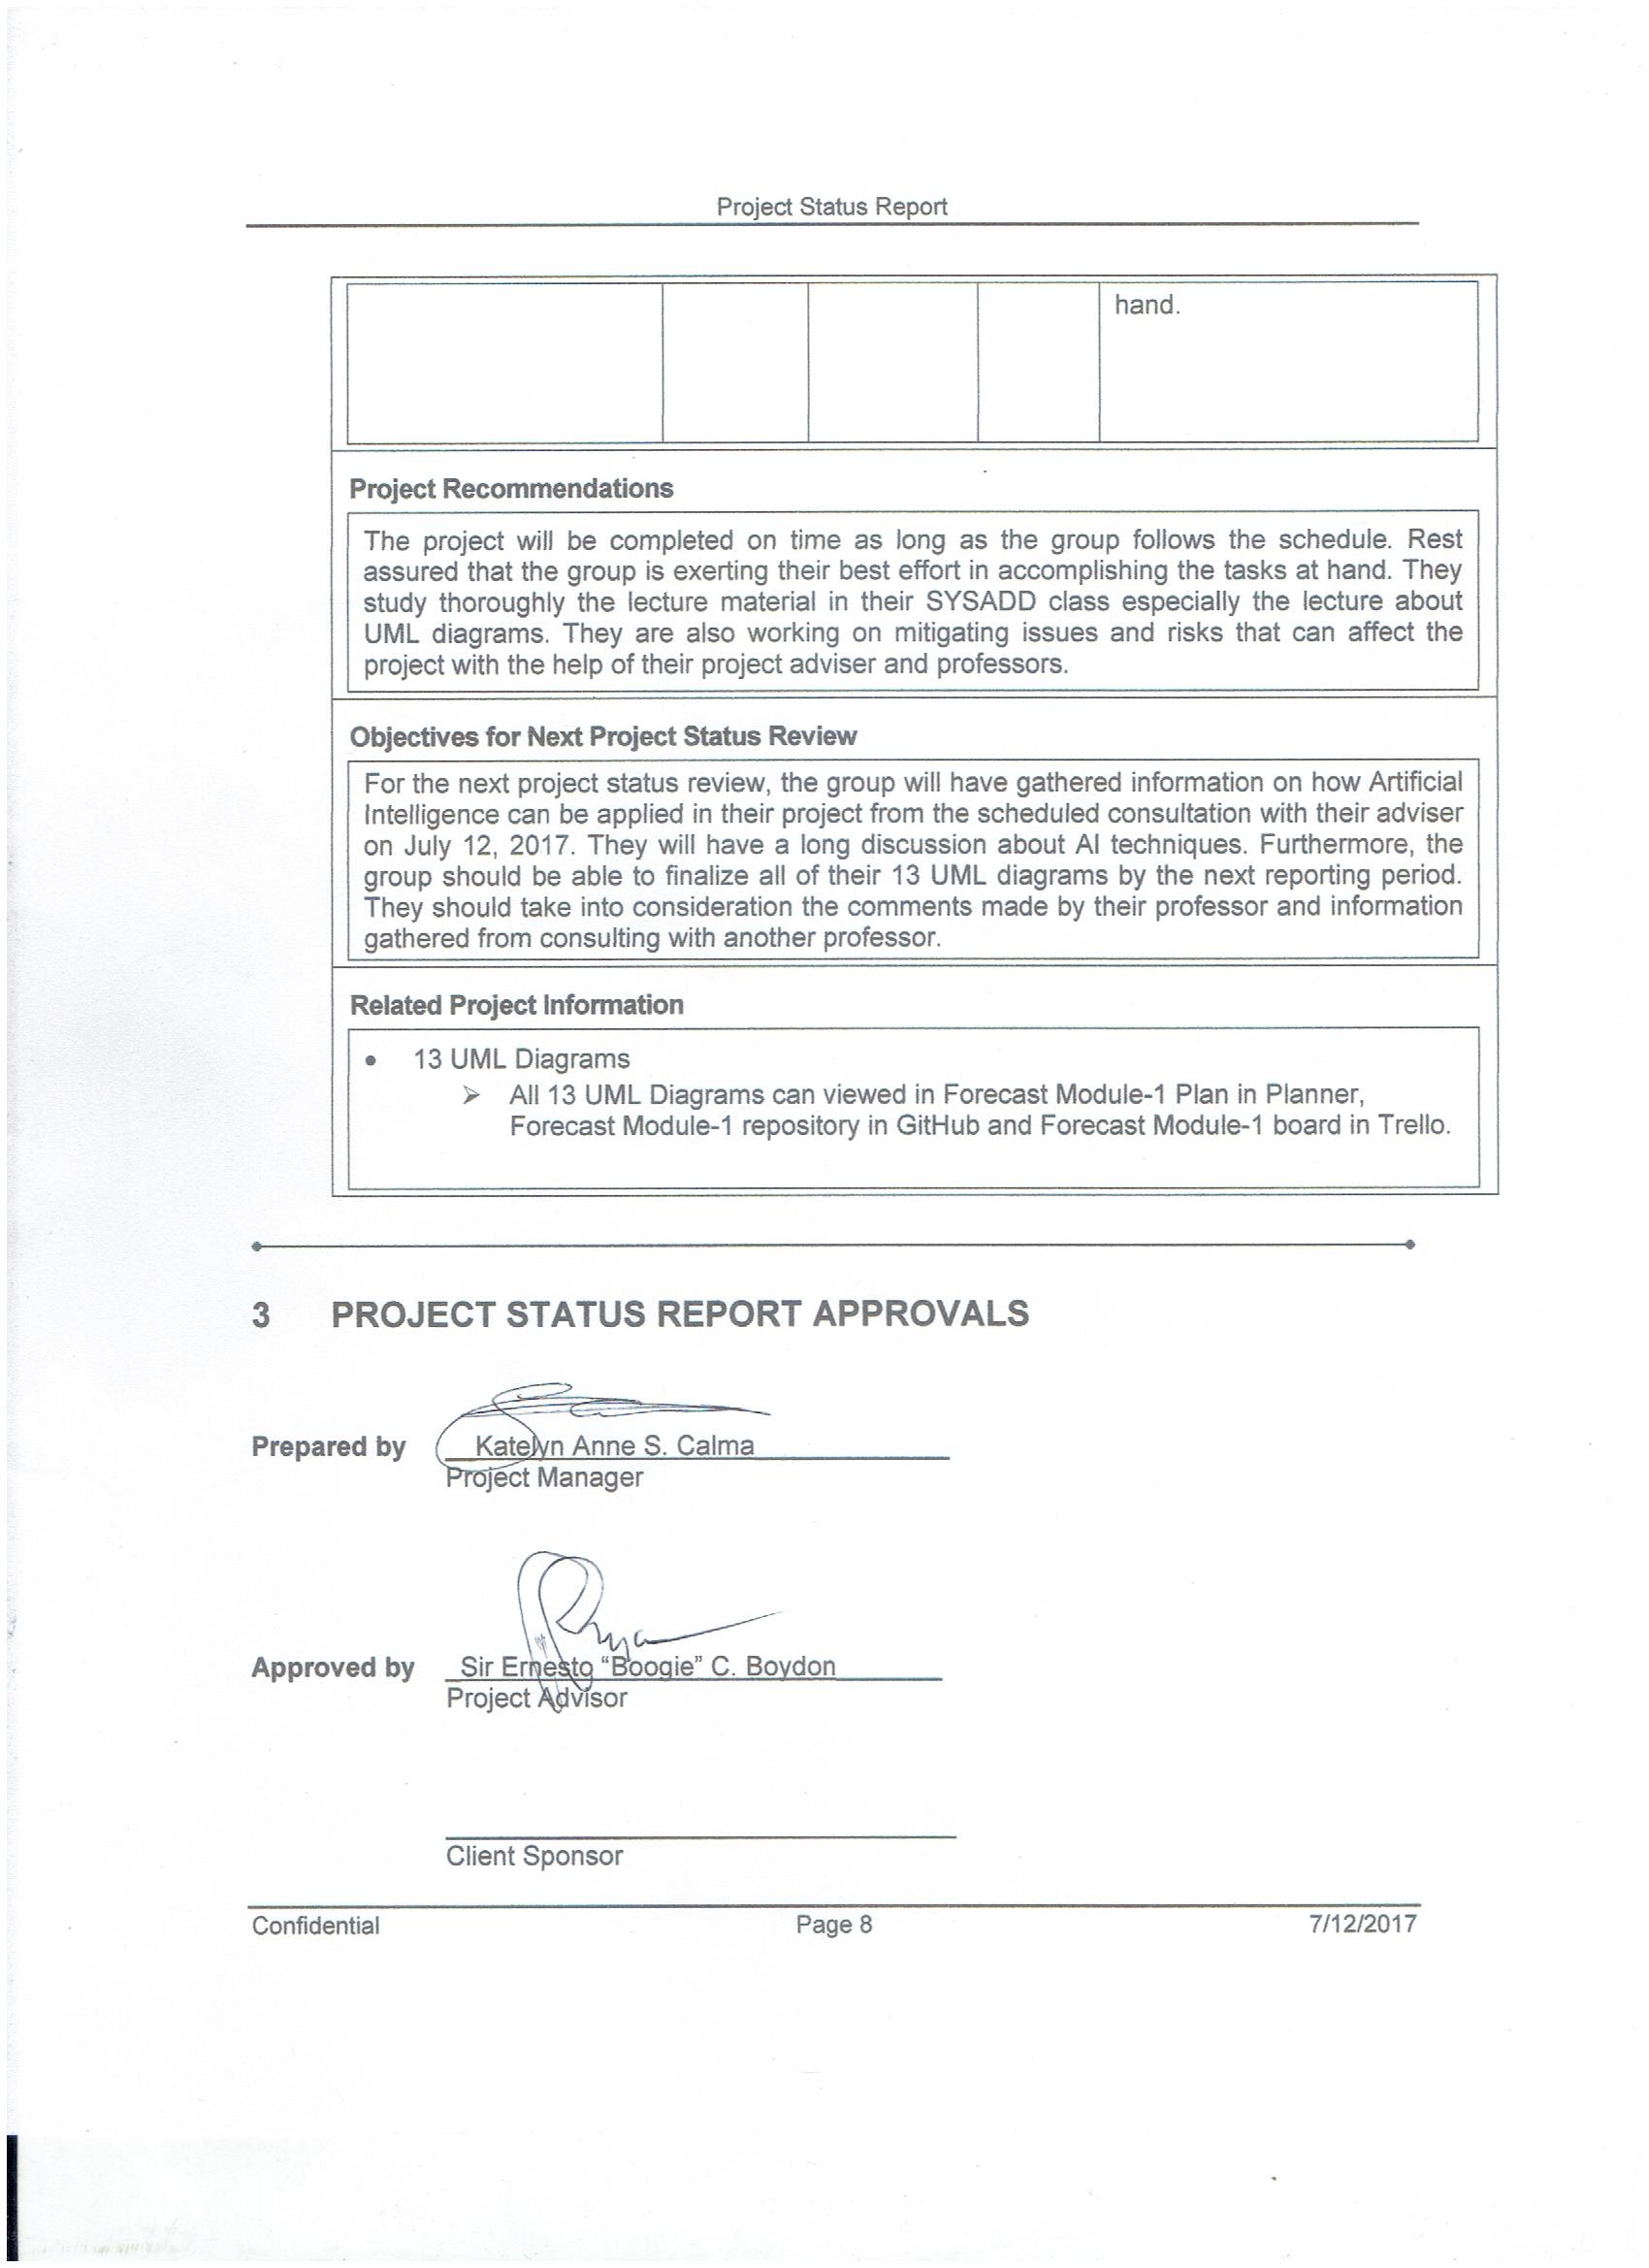 Project Status Report
hand.
Project Recommendations
The project will be completed on time as long as the group follows the schedule. Rest
assured that the group is exerting their best effort in accomplishing the tasks at hand. They
study thoroughly the lecture material in their SYSADD class especially the lecture about
UML diagrams. They are also working on mitigating issues and risks that can affect the
project with the help of their project adviser and professors.
Objectives for Next Project Status Review
For the next project status review, the group will have gathered information on how Artificial
Intelligence can be applied in their project from the scheduled consultation with their adviser
on July 12, 2017. They will have a long discussion about AI techniques. Furthermore, the
group should be able to finalize all of their 13 UML diagrams by the next reporting period.
They should take into consideration the comments made by their professor and information
gathered from consulting with another professor.
Related Project Information
• 13 UML Diagrams
➢ All 13 UML Diagrams can viewed in Forecast Module-1 Plan in Planner,
Forecast Module-1 repository in GitHub and Forecast Module-1 board in Trello.
3 PROJECT STATUS REPORT APPROVALS
Prepared by Katelyn Anne S. Calma
Project Manager
Approved by Sir Ernesto “Boogie” C. Boydon
Project Advisor
Client Sponsor
Confidential Page 8 7/12/2017